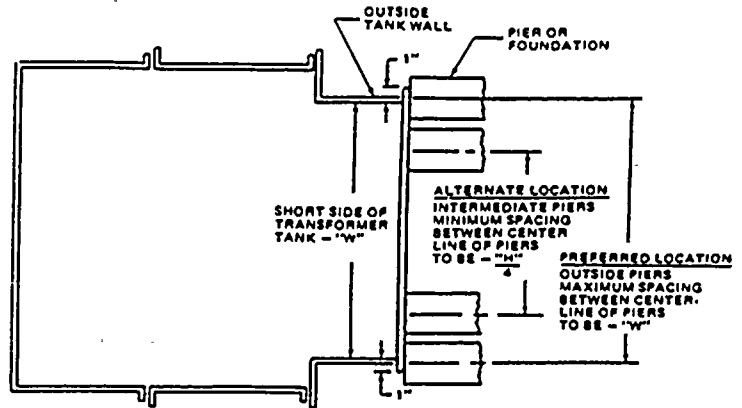 OUTSIDE
TANK WALL
PIER OR
FOUNDATION
1"
SHORT SIDE OF
TRANSFORMER
TANK – "W"
ALTERNATE LOCATION
INTERMEDIATE PIERS
MINIMUM SPACING
BETWEEN CENTER
LINE OF PIERS
TO BE – "H"
4
PREFERRED LOCATION
OUTSIDE PIERS
MAXIMUM SPACING
BETWEEN CENTER-
LINE OF PIERS
TO BE – "W"
1"